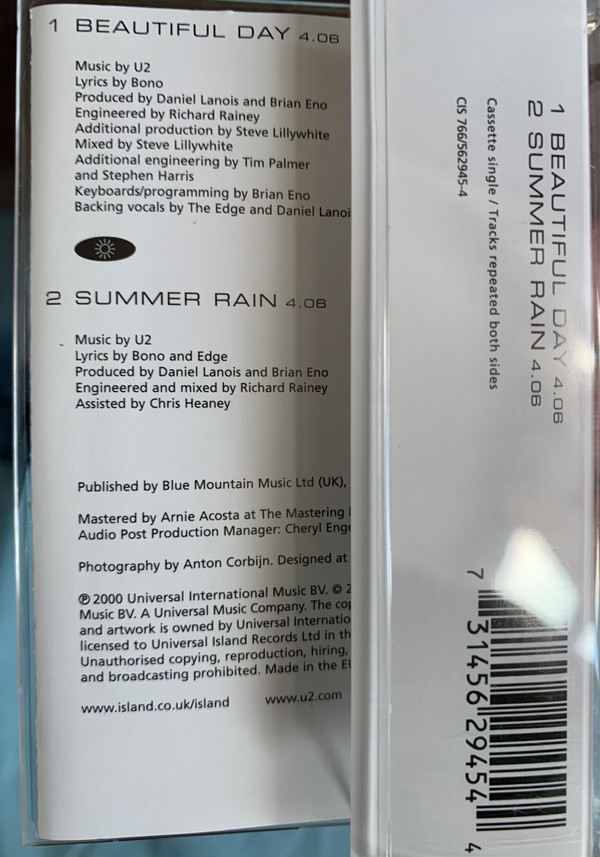 1 BEAUTIFUL DAY 4.06
Music by U2
Lyrics by Bono
Produced by Daniel Lanois and Brian Eno
Engineered by Richard Rainey
Additional production by Steve Lillywhite
Mixed by Steve Lillywhite
Additional engineering by Tim Palmer
and Stephen Harris
Keyboards/programming by Brian Eno
Backing vocals by The Edge and Daniel Lanoi
2 SUMMER RAIN 4.06
Music by U2
Lyrics by Bono and Edge
Produced by Daniel Lanois and Brian Eno
Engineered and mixed by Richard Rainey
Assisted by Chris Heaney
Published by Blue Mountain Music Ltd (UK),
Mastered by Arnie Acosta at The Mastering
Audio Post Production Manager: Cheryl Enge
Photography by Anton Corbijn. Designed at
℗ 2000 Universal International Music BV. © 2
Music BV. A Universal Music Company. The cop
and artwork is owned by Universal Internatio
licensed to Universal Island Records Ltd in th
Unauthorised copying, reproduction, hiring,
and broadcasting prohibited. Made in the EU
www.island.co.uk/island www.u2.com
1 BEAUTIFUL DAY 4.06
2 SUMMER RAIN 4.06
Cassette single / Tracks repeated both sides
CIS 766/562945-4
7 31456 29454 4